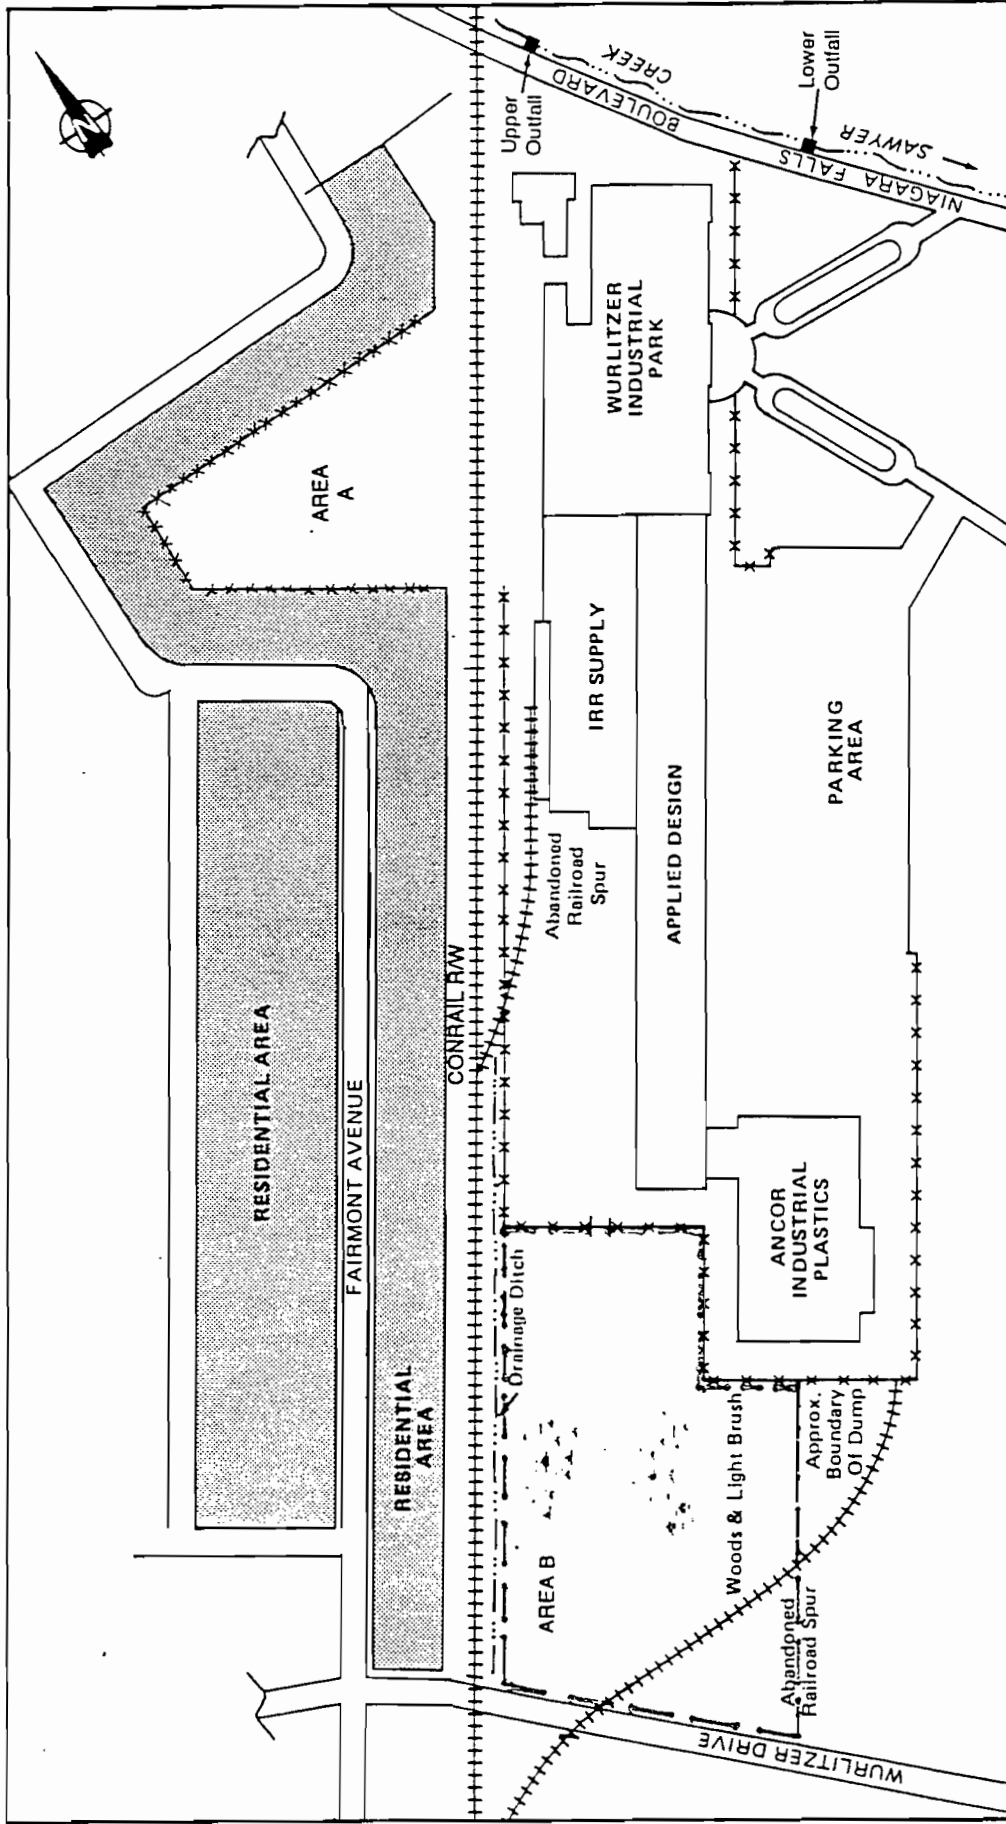 N
Upper
Outfall
Lower
Outfall
SAWYER
CREEK
NIAGARA FALLS
BOULEVARD
AREA
A
WURLITZER
INDUSTRIAL
PARK
IRR SUPPLY
Abandoned
Railroad
Spur
APPLIED DESIGN
PARKING
AREA
RESIDENTIAL AREA
FAIRMONT AVENUE
CONRAIL R/W
RESIDENTIAL
AREA
Drainage Ditch
ANCOR
INDUSTRIAL
PLASTICS
AREA B
Woods & Light Brush
Approx.
Boundary
Of Dump
Abandoned
Railroad Spur
WURLITZER DRIVE